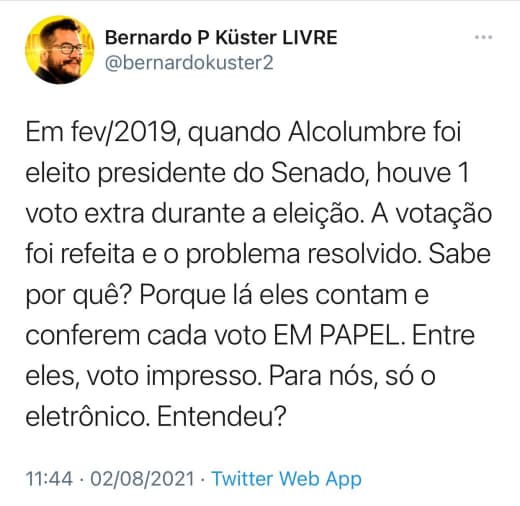 Bernardo P Küster LIVRE
@bernardokuster2
Em fev/2019, quando Alcolumbre foi
eleito presidente do Senado, houve 1
voto extra durante a eleição. A votação
foi refeita e o problema resolvido. Sabe
por quê? Porque lá eles contam e
conferem cada voto EM PAPEL. Entre
eles, voto impresso. Para nós, só o
eletrônico. Entendeu?
11:44 · 02/08/2021 · Twitter Web App